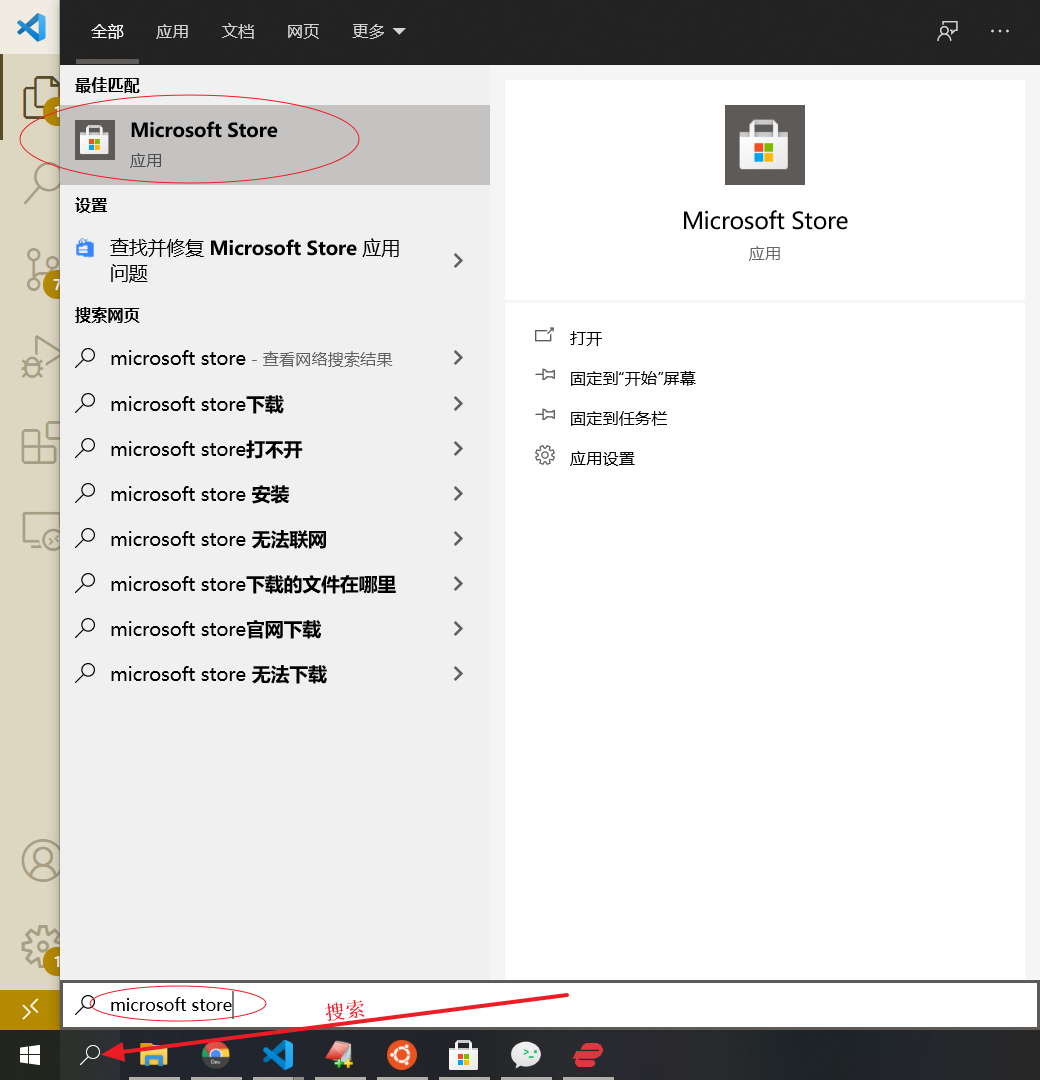 全部 应用 文档 网页 更多
最佳匹配
Microsoft Store
应用
设置
查找并修复 Microsoft Store 应用
问题
搜索网页
microsoft store - 查看网络搜索结果
microsoft store下载
microsoft store打不开
microsoft store 安装
microsoft store 无法联网
microsoft store下载的文件在哪里
microsoft store官网下载
microsoft store 无法下载
Microsoft Store
应用
打开
固定到“开始”屏幕
固定到任务栏
应用设置
1
7
1
microsoft store
搜索
Dev